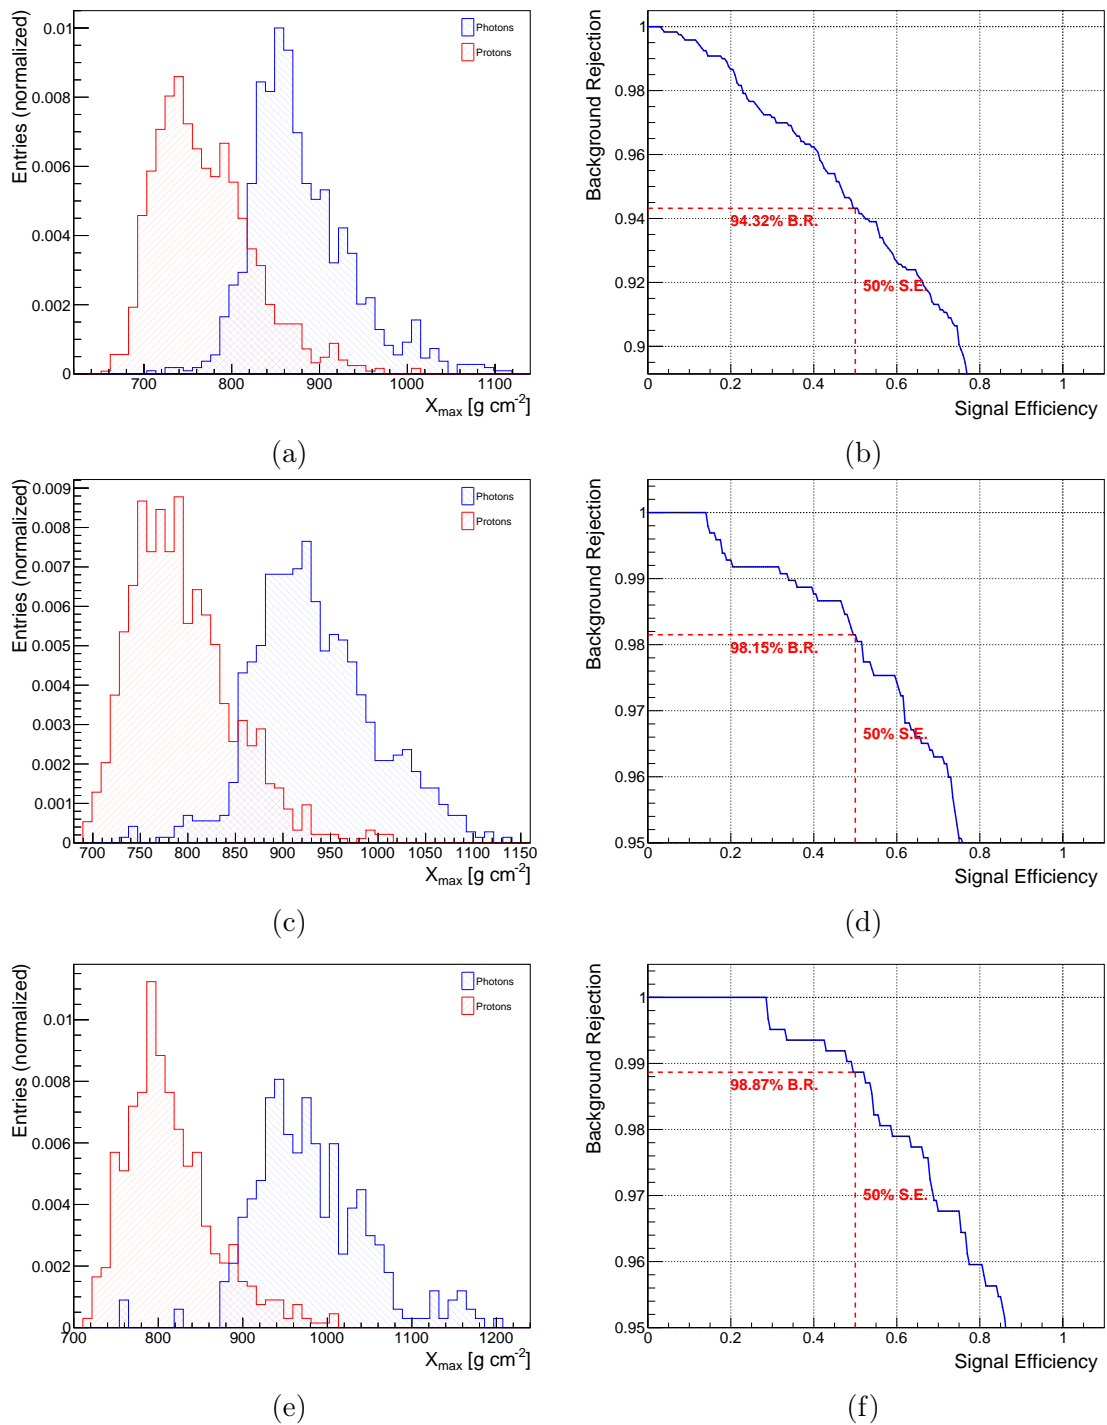 Entries (normalized)
0.01
0.008
0.006
0.004
0.002
0
700 800 900 1000 1100
X_max [g cm^-2]
Photons
Protons
(a)
Background Rejection
1
0.98
0.96
0.94
0.92
0.9
94.32% B.R.
50% S.E.
0 0.2 0.4 0.6 0.8 1
Signal Efficiency
(b)
Entries (normalized)
0.009
0.008
0.007
0.006
0.005
0.004
0.003
0.002
0.001
0
700 750 800 850 900 950 1000 1050 1100 1150
X_max [g cm^-2]
Photons
Protons
(c)
Background Rejection
1
0.99
0.98
0.97
0.96
0.95
98.15% B.R.
50% S.E.
0 0.2 0.4 0.6 0.8 1
Signal Efficiency
(d)
Entries (normalized)
0.01
0.008
0.006
0.004
0.002
0
700 800 900 1000 1100 1200
X_max [g cm^-2]
Photons
Protons
(e)
Background Rejection
1
0.99
0.98
0.97
0.96
0.95
98.87% B.R.
50% S.E.
0 0.2 0.4 0.6 0.8 1
Signal Efficiency
(f)